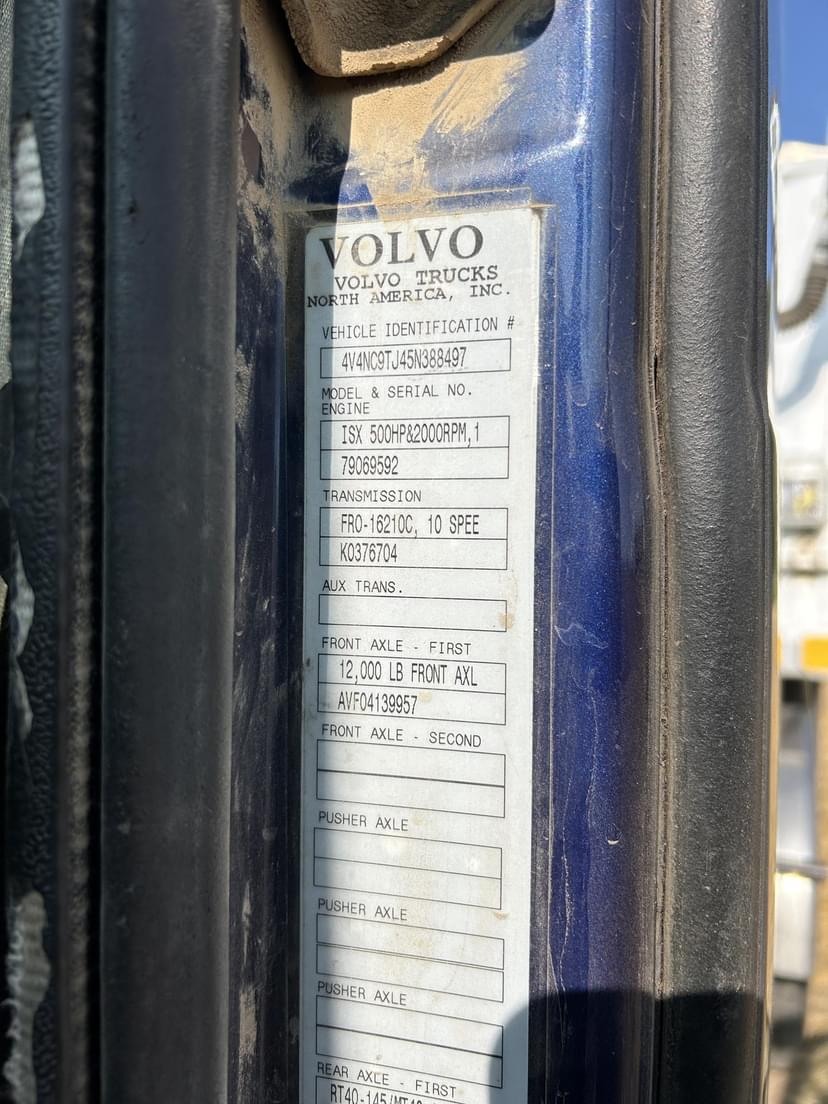 VOLVO
VOLVO TRUCKS
NORTH AMERICA, INC.
VEHICLE IDENTIFICATION #
4V4NC9TJ45N388497
MODEL & SERIAL NO.
ENGINE
ISX 500HP&2000RPM,1
79069592
TRANSMISSION
FRO-16210C, 10 SPEE
K0376704
AUX TRANS.
FRONT AXLE - FIRST
12,000 LB FRONT AXL
AVF04139957
FRONT AXLE - SECOND
PUSHER AXLE
PUSHER AXLE
PUSHER AXLE
REAR AXLE - FIRST